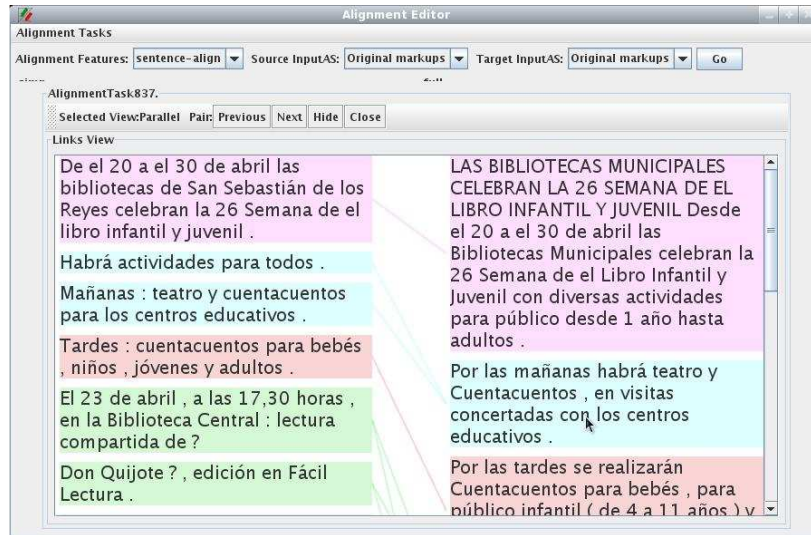 Alignment Editor
Alignment Tasks
Alignment Features: sentence-align Source InputAS: Original markups Target InputAS: Original markups Go
AlignmentTask837.
Selected View:Parallel Pair: Previous Next Hide Close
Links View
De el 20 a el 30 de abril las
bibliotecas de San Sebastián de los
Reyes celebran la 26 Semana de el
libro infantil y juvenil .
Habrá actividades para todos .
Mañanas : teatro y cuentacuentos
para los centros educativos .
Tardes : cuentacuentos para bebés
, niños , jóvenes y adultos .
El 23 de abril , a las 17,30 horas ,
en la Biblioteca Central : lectura
compartida de ?
Don Quijote ? , edición en Fácil
Lectura .
LAS BIBLIOTECAS MUNICIPALES
CELEBRAN LA 26 SEMANA DE EL
LIBRO INFANTIL Y JUVENIL Desde
el 20 a el 30 de abril las
Bibliotecas Municipales celebran la
26 Semana de el Libro Infantil y
Juvenil con diversas actividades
para público desde 1 año hasta
adultos .
Por las mañanas habrá teatro y
Cuentacuentos , en visitas
concertadas con los centros
educativos .
Por las tardes se realizarán
Cuentacuentos para bebés , para
público infantil ( de 4 a 11 años ) y